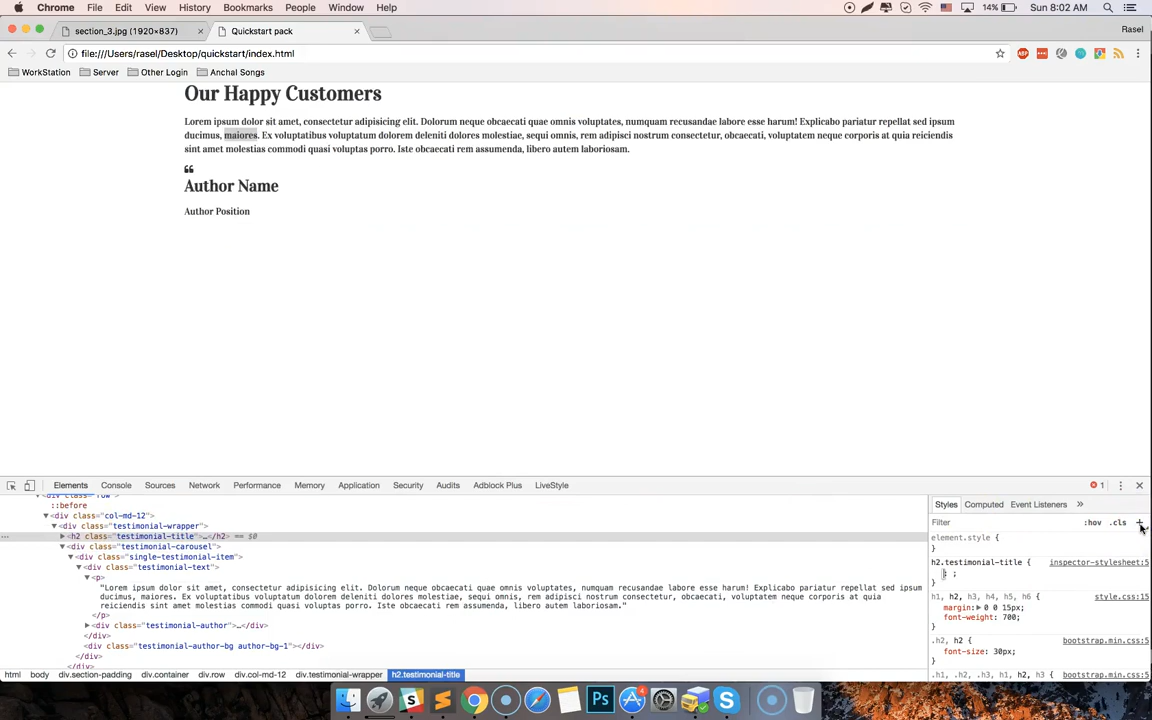 Chrome File Edit View History Bookmarks People Window Help 14% Sun 8:02 AM
section_3.jpg (1920×837) × Quickstart pack × Rasel
file:///Users/rasel/Desktop/quickstart/index.html
WorkStation Server Other Login Anchal Songs
Our Happy Customers
Lorem ipsum dolor sit amet, consectetur adipisicing elit. Dolorum neque obcaecati quae omnis voluptates, numquam recusandae labore esse harum! Explicabo pariatur repellat sed ipsum
ducimus, maiores. Ex voluptatibus voluptatum dolorem deleniti dolores molestiae, sequi omnis, rem adipisci nostrum consectetur, obcaecati, voluptatem neque corporis at quia reiciendis
sint amet molestias commodi quasi voluptas porro. Iste obcaecati rem assumenda, libero autem laboriosam.
❝
Author Name
Author Position
Elements Console Sources Network Performance Memory Application Security Audits Adblock Plus LiveStyle 1
<div class="row">
::before
<div class="col-md-12">
<div class="testimonial-wrapper">
<h2 class="testimonial-title">…</h2> == $0
<div class="testimonial-carousel">
<div class="single-testimonial-item">
<div class="testimonial-text">
<p>
"Lorem ipsum dolor sit amet, consectetur adipisicing elit. Dolorum neque obcaecati quae omnis voluptates, numquam recusandae labore esse harum! Explicabo pariatur repellat sed ipsum
ducimus, maiores. Ex voluptatibus voluptatum dolorem deleniti dolores molestiae, sequi omnis, rem adipisci nostrum consectetur, obcaecati, voluptatem neque corporis at quia
reiciendis sint amet molestias commodi quasi voluptas porro. Iste obcaecati rem assumenda, libero autem laboriosam."
</p>
<div class="testimonial-author">…</div>
</div>
<div class="testimonial-author-bg author-bg-1"></div>
</div>
</div>
html body div.section-padding div.container div.row div.col-md-12 div.testimonial-wrapper h2.testimonial-title
Styles Computed Event Listeners »
Filter :hov .cls +
element.style {
}
h2.testimonial-title { inspector-stylesheet:5
: ;
}
h1, h2, h3, h4, h5, h6 { style.css:15
margin: 0 0 15px;
font-weight: 700;
}
.h2, h2 { bootstrap.min.css:5
font-size: 30px;
}
.h1, .h2, .h3, h1, h2, h3 { bootstrap.min.css:5